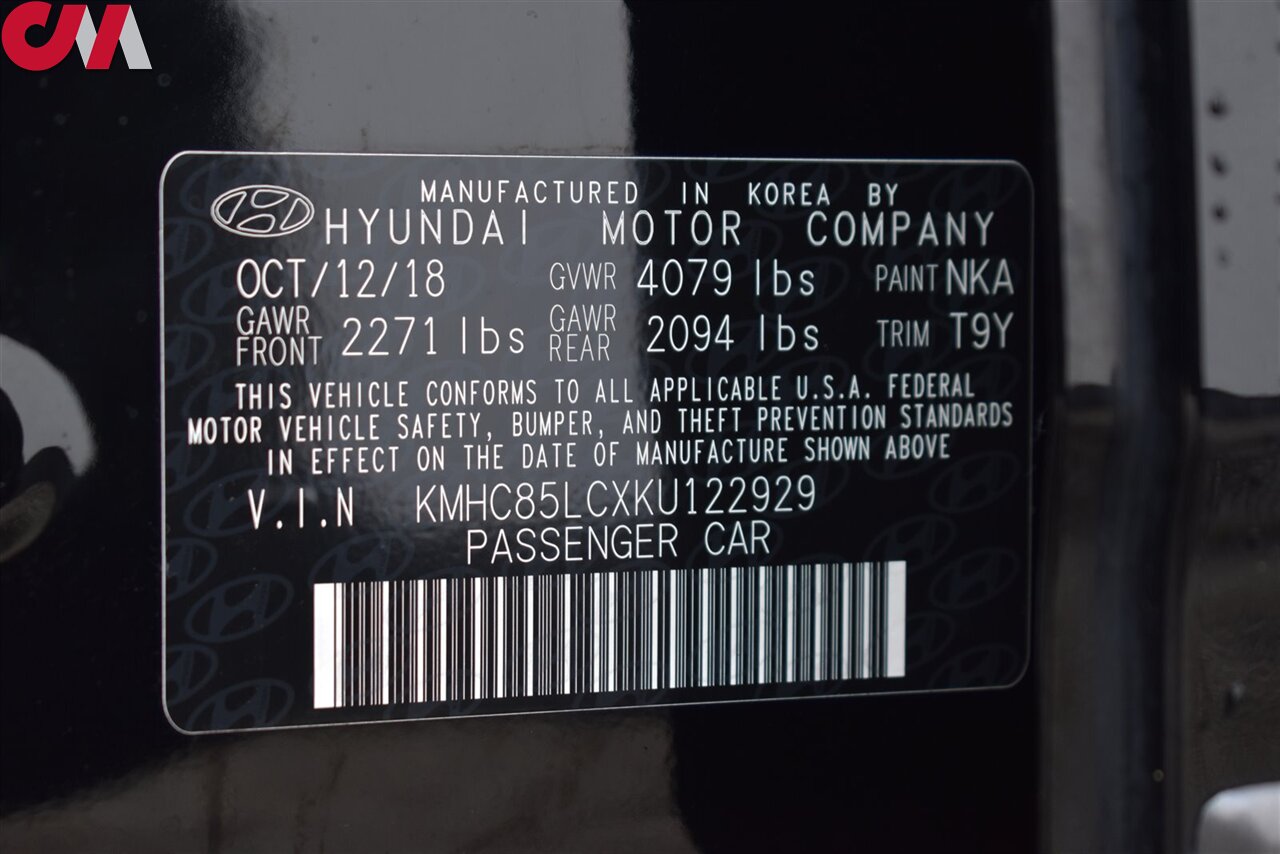 CM
MANUFACTURED IN KOREA BY
HYUNDAI MOTOR COMPANY
OCT/12/18 GVWR 4079 lbs PAINT NKA
GAWR FRONT 2271 lbs GAWR REAR 2094 lbs TRIM T9Y
THIS VEHICLE CONFORMS TO ALL APPLICABLE U.S.A. FEDERAL
MOTOR VEHICLE SAFETY, BUMPER, AND THEFT PREVENTION STANDARDS
IN EFFECT ON THE DATE OF MANUFACTURE SHOWN ABOVE
V.I.N KMHC85LCXKU122929
PASSENGER CAR